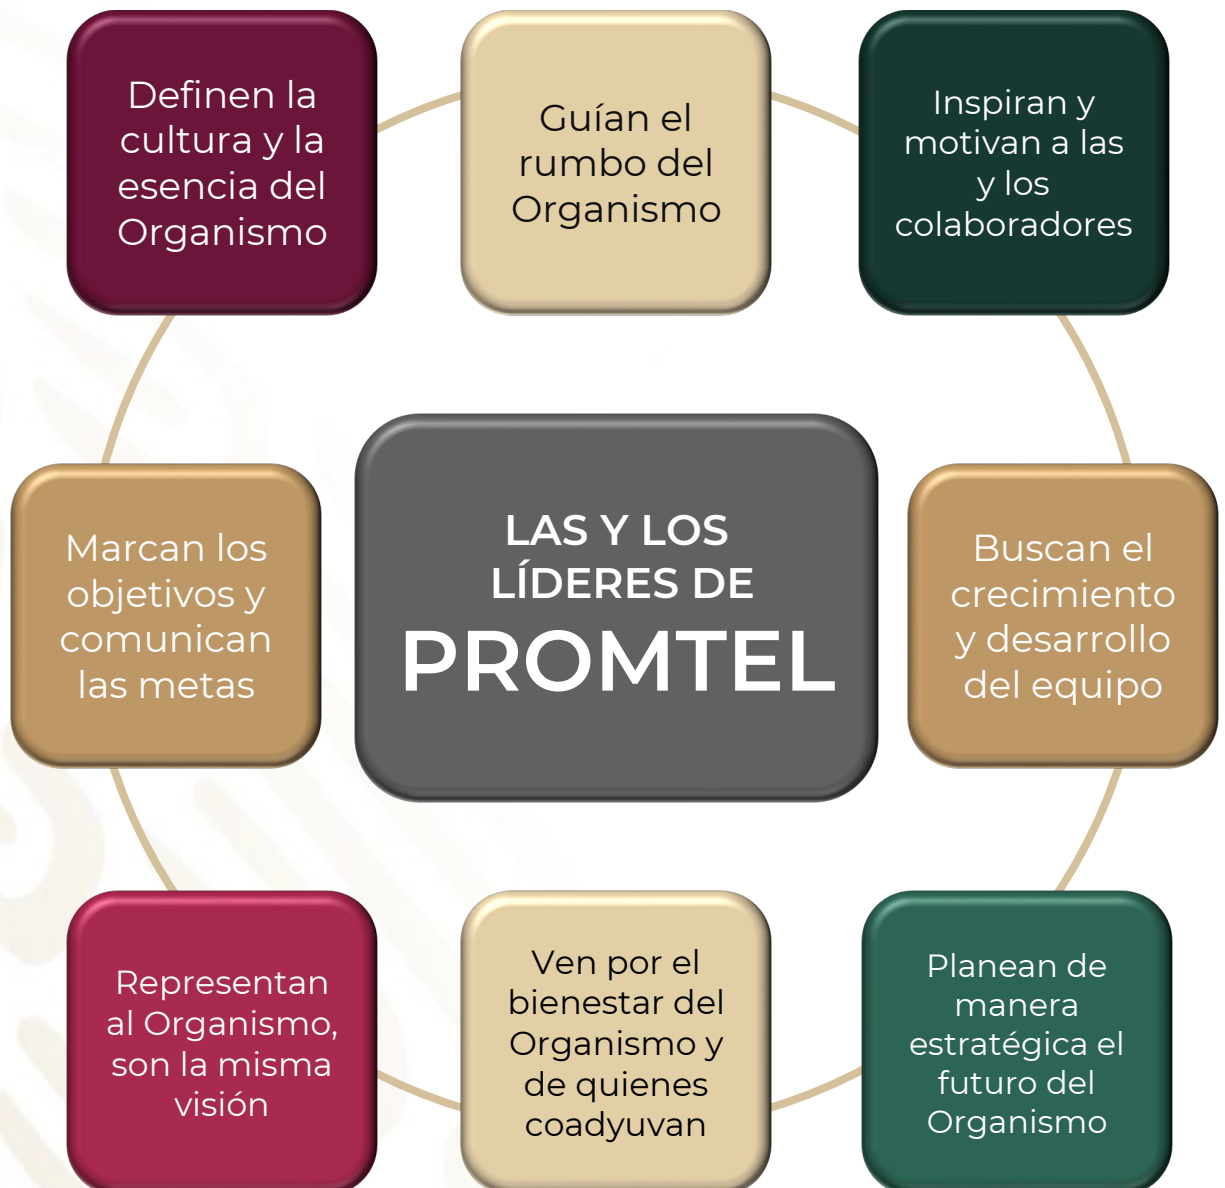 Definen la
cultura y la
esencia del
Organismo
Guían el
rumbo del
Organismo
Inspiran y
motivan a las
y los
colaboradores
Marcan los
objetivos y
comunican
las metas
LAS Y LOS
LÍDERES DE
PROMTEL
Buscan el
crecimiento
y desarrollo
del equipo
Representan
al Organismo,
son la misma
visión
Ven por el
bienestar del
Organismo y
de quienes
coadyuvan
Planean de
manera
estratégica el
futuro del
Organismo